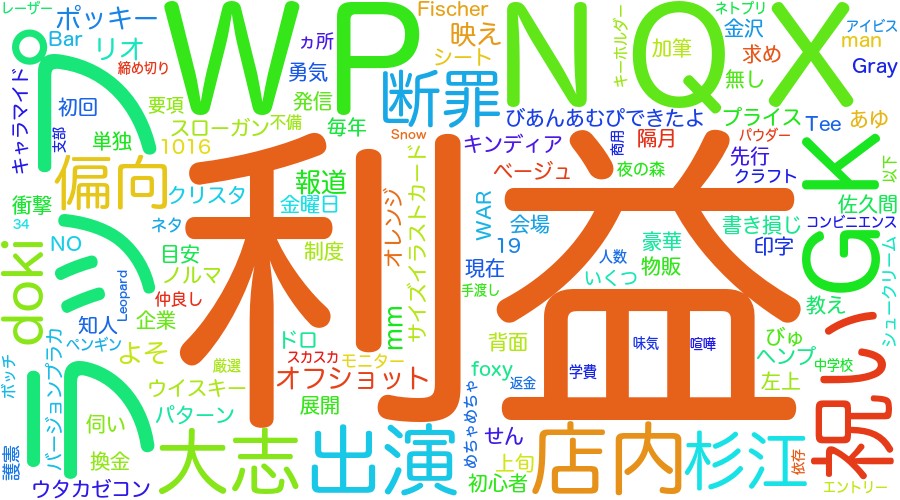 レーザー
ポッキー
WP
Fischer
映え
NQX
キーホルダー
ネトプリ
金沢
アイビス
man
Bar
リオ
カ所
シート
加筆
求め
Gray
締め切り
勇気
断罪
無し
キャラマイド
初回
要項
発信
びあんあむぴできたよ
プライス
Tee
あゆ
支部
単独
スローガン
不備
毎年
Snow
キンディア
商用
隔月
パウダー
1016
先行
以下
ラップ
偏向
報道
オレンジ
サイズイラストカード
ベージュ
夜の森
クラフト
GK
衝撃
クリスタ
金曜日
WAR
会場
豪華
書き損じ
佐久間
コンビニエンス
34
ネタ
利益
NO
目安
制度
19
人数
印字
doki
Leopard
ノルマ
現在
いくつ
物販
シュークリーム
仲良し
手渡し
教え
知人
企業
mm
ペンギン
ドロ
背面
味気
喧嘩
びゅ
祝い
バージョンプラカ
よそ
スカスカ
モニター
ヘンプ
中学校
ボッチ
厳選
オフショット
foxy
学費
左上
ウイスキー
返金
パターン
展開
めちゃめちゃ
伺い
護憲
換金
大志
出演
せん
店内
杉江
依存
上旬
ウタカゼコン
初心者
エントリー